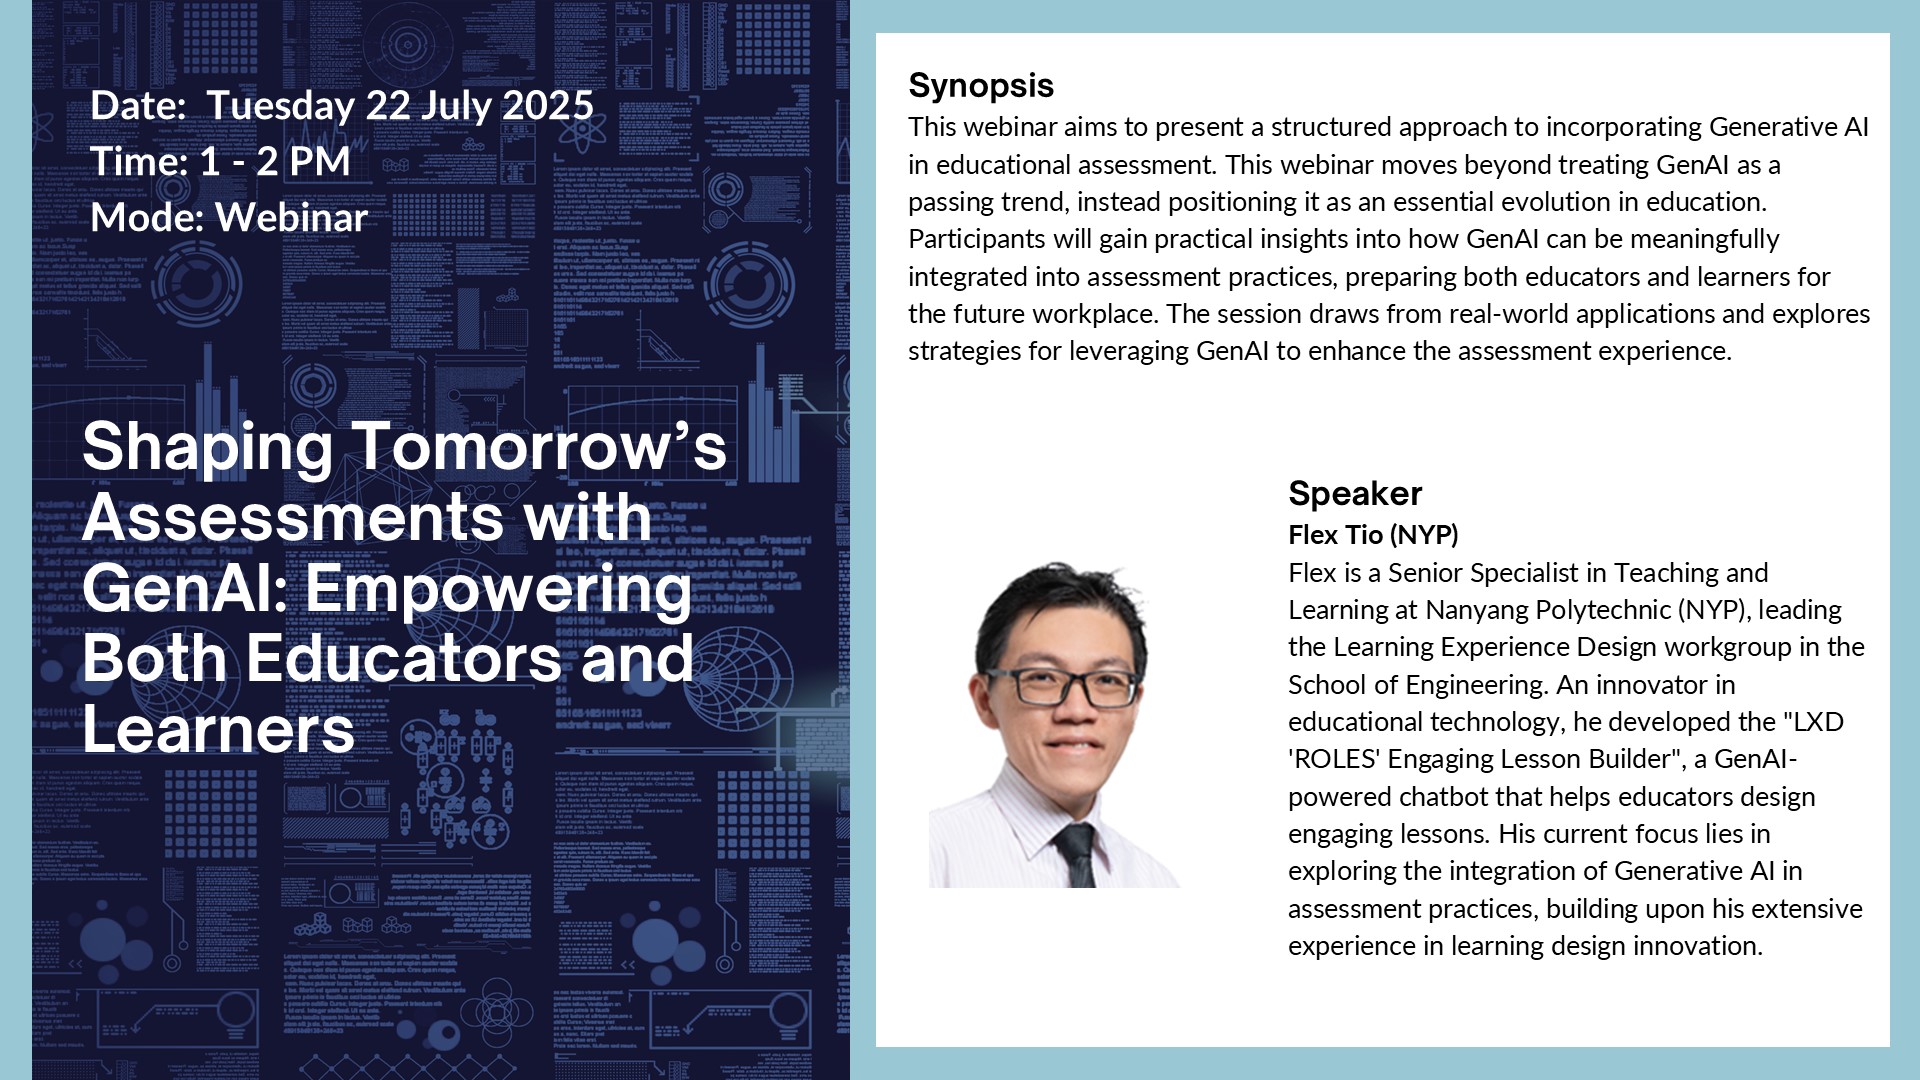 Date:  Tuesday 22 July 2025
Time: 1 - 2 PM
Mode: Webinar
Shaping Tomorrow’s
Assessments with
GenAI: Empowering
Both Educators and
Learners
Synopsis
This webinar aims to present a structured approach to incorporating Generative AI
in educational assessment. This webinar moves beyond treating GenAI as a
passing trend, instead positioning it as an essential evolution in education.
Participants will gain practical insights into how GenAI can be meaningfully
integrated into assessment practices, preparing both educators and learners for
the future workplace. The session draws from real-world applications and explores
strategies for leveraging GenAI to enhance the assessment experience.
Speaker
Flex Tio (NYP)
Flex is a Senior Specialist in Teaching and
Learning at Nanyang Polytechnic (NYP), leading
the Learning Experience Design workgroup in the
School of Engineering. An innovator in
educational technology, he developed the "LXD
'ROLES' Engaging Lesson Builder", a GenAI-
powered chatbot that helps educators design
engaging lessons. His current focus lies in
exploring the integration of Generative AI in
assessment practices, building upon his extensive
experience in learning design innovation.